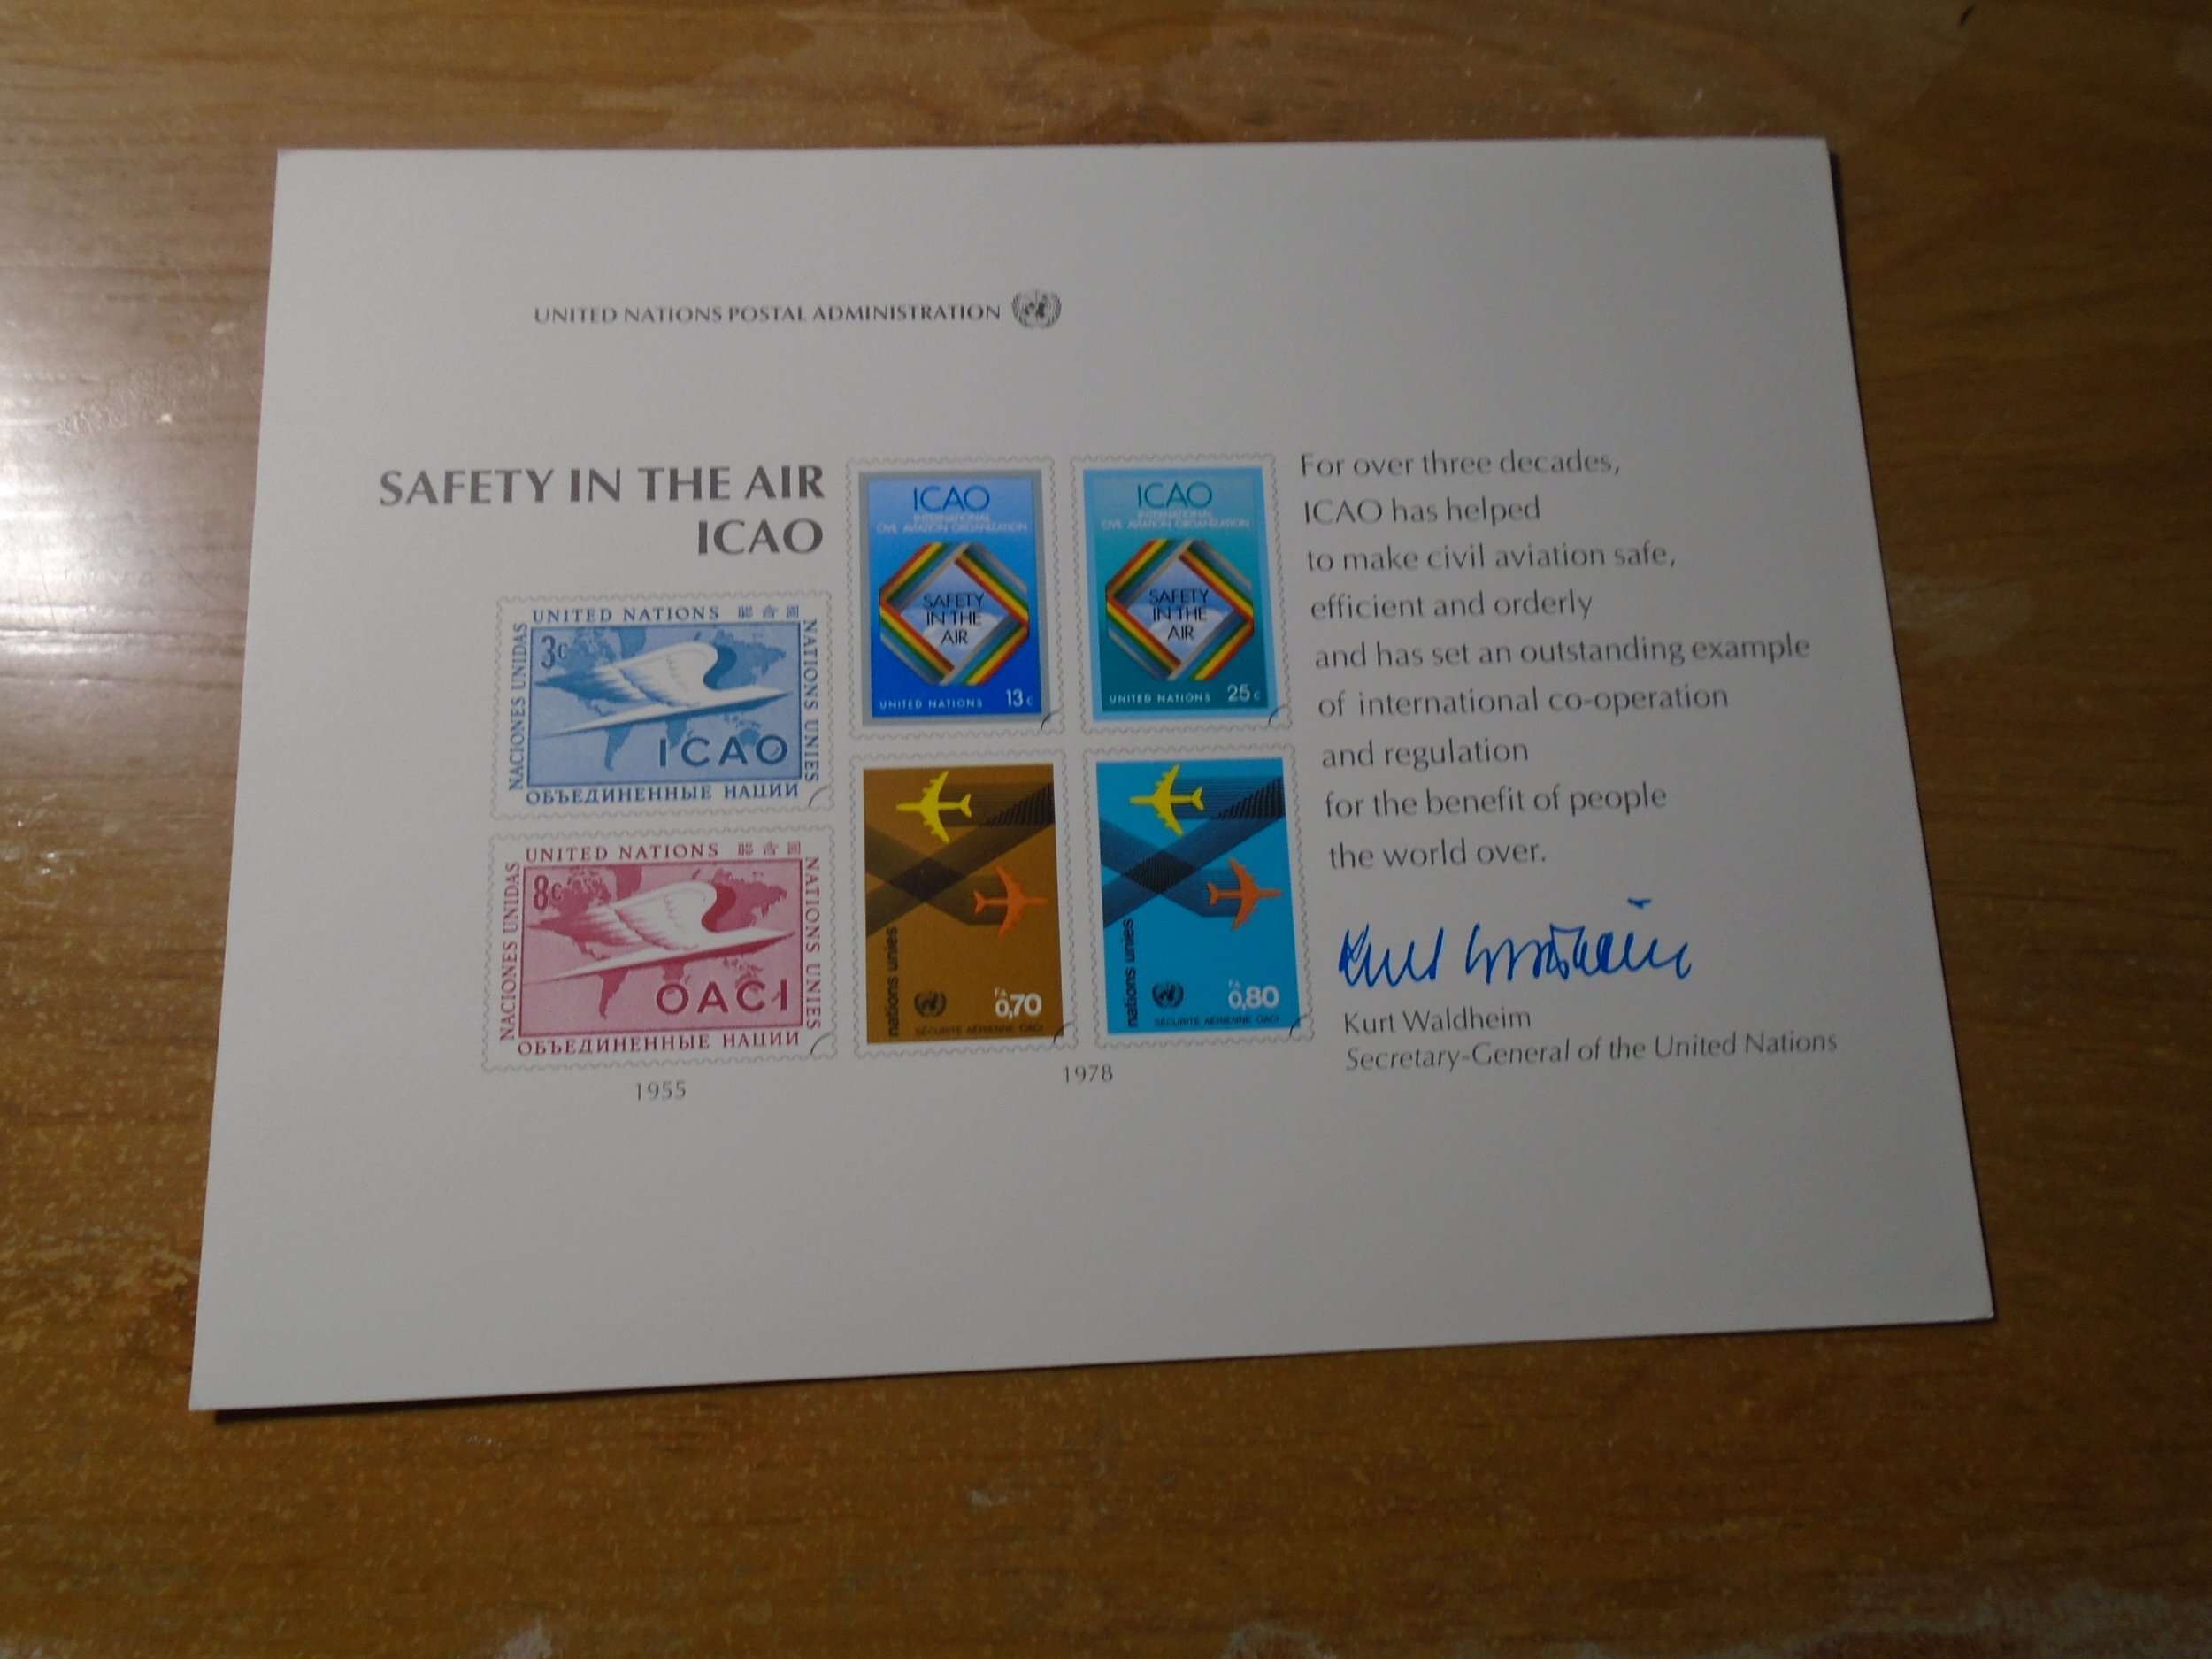 UNITED NATIONS POSTAL ADMINISTRATION
SAFETY IN THE AIR
ICAO
UNITED NATIONS 聯合國
NACIONES UNIDAS
3c
ICAO
NATIONS UNIES
ОБЪЕДИНЕННЫЕ НАЦИИ
UNITED NATIONS 聯合國
NACIONES UNIDAS
8c
OACI
NATIONS UNIES
ОБЪЕДИНЕННЫЕ НАЦИИ
1955
ICAO
INTERNATIONAL
CIVIL AVIATION ORGANIZATION
SAFETY
IN THE
AIR
UNITED NATIONS 13c
ICAO
INTERNATIONAL
CIVIL AVIATION ORGANIZATION
SAFETY
IN THE
AIR
UNITED NATIONS 25c
nations unies
F.s.
0,70
SÉCURITÉ AÉRIENNE OACI
nations unies
F.s.
0,80
SÉCURITÉ AÉRIENNE OACI
1978
For over three decades,
ICAO has helped
to make civil aviation safe,
efficient and orderly
and has set an outstanding example
of international co-operation
and regulation
for the benefit of people
the world over.
Kurt Waldheim
Kurt Waldheim
Secretary-General of the United Nations